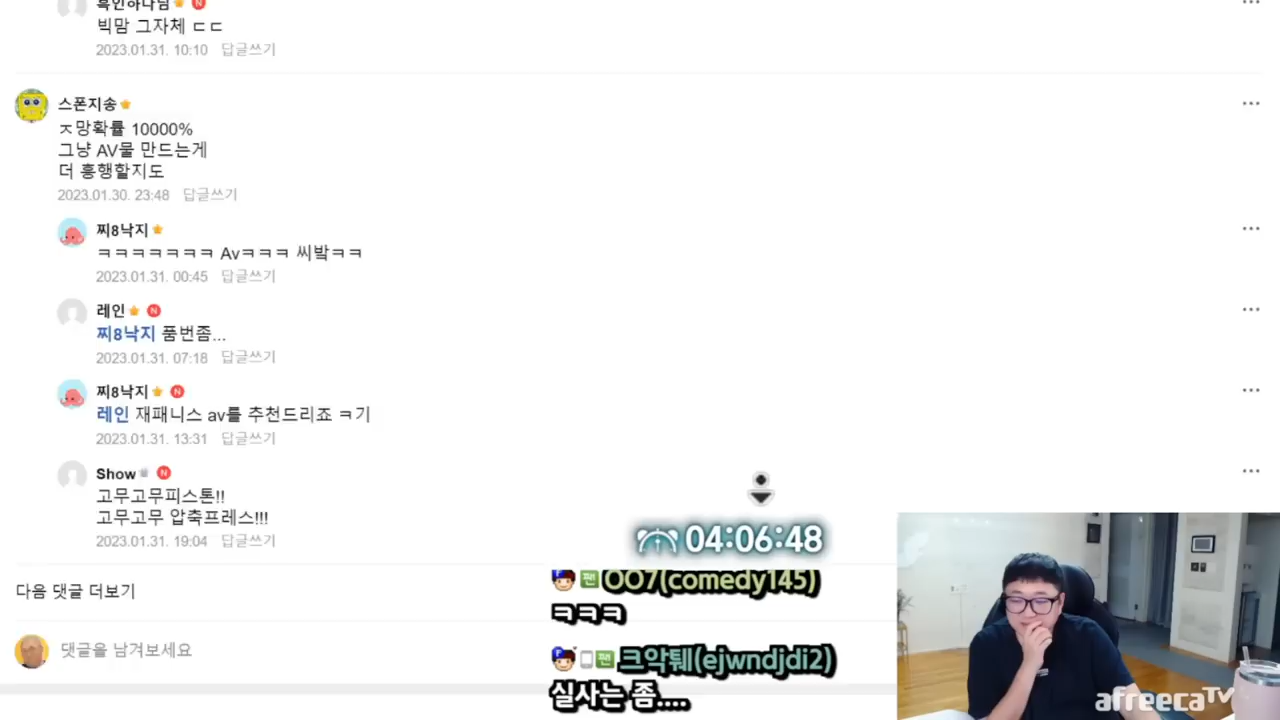 흑인하나님 N
빅맘 그자체 ㄷㄷ
2023.01.31. 10:10 답글쓰기
스폰지송
ㅈ망확률 10000%
그냥 AV물 만드는게
더 흥행할지도
2023.01.30. 23:48 답글쓰기
찌8낙지
ㅋㅋㅋㅋㅋㅋㅋ Avㅋㅋㅋ 씨밬ㅋㅋ
2023.01.31. 00:45 답글쓰기
레인 N
찌8낙지 품번좀...
2023.01.31. 07:18 답글쓰기
찌8낙지 N
레인 재패니스 av를 추천드리죠 ㅋ기
2023.01.31. 13:31 답글쓰기
Show N
고무고무피스톤!!
고무고무 압축프레스!!!
2023.01.31. 19:04 답글쓰기
다음 댓글 더보기
댓글을 남겨보세요
04:06:48
F 팬 OO7(comedy145)
ㅋㅋㅋ
F 팬 크악퉤(ejwndjdi2)
실사는 좀....
afreecaTV